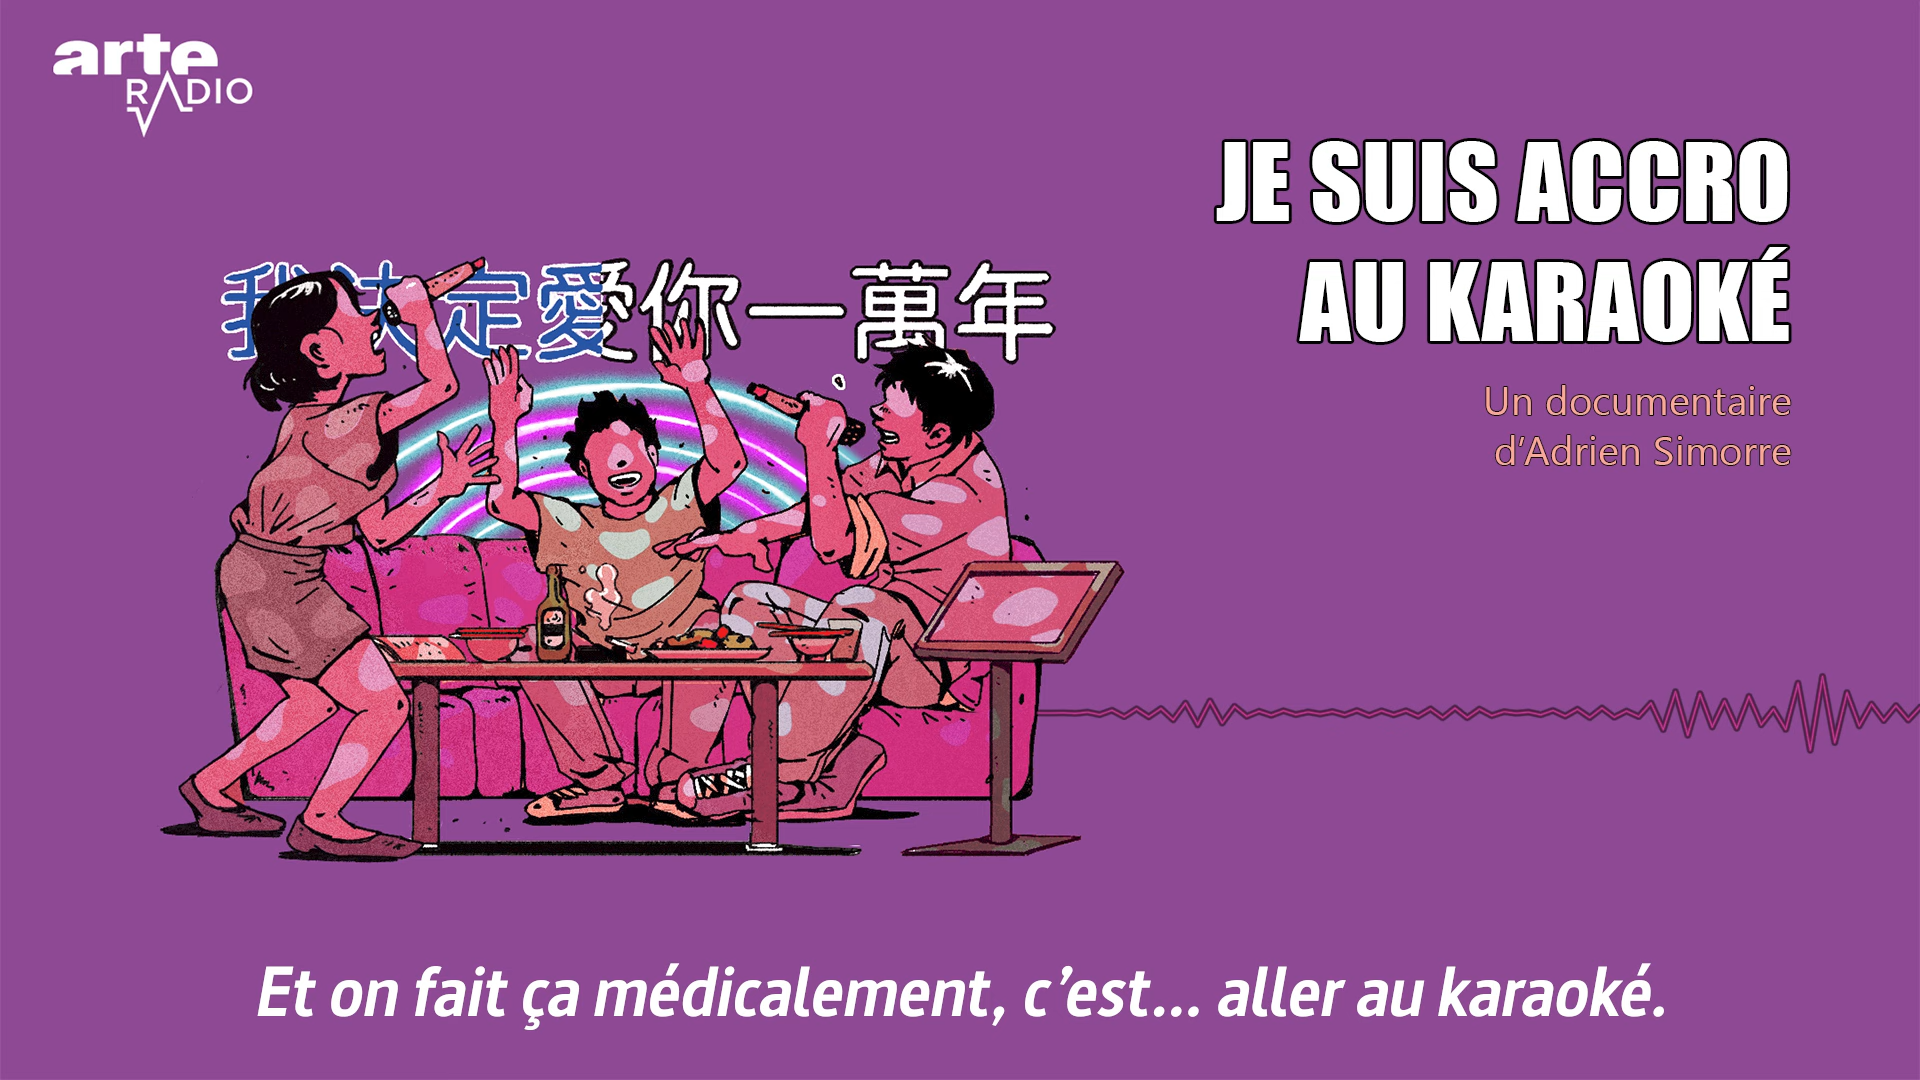 arte
RADIO
JE SUIS ACCRO
AU KARAOKÉ
Un documentaire
d’Adrien Simorre
我決定愛你一萬年
Et on fait ça médicalement, c’est... aller au karaoké.